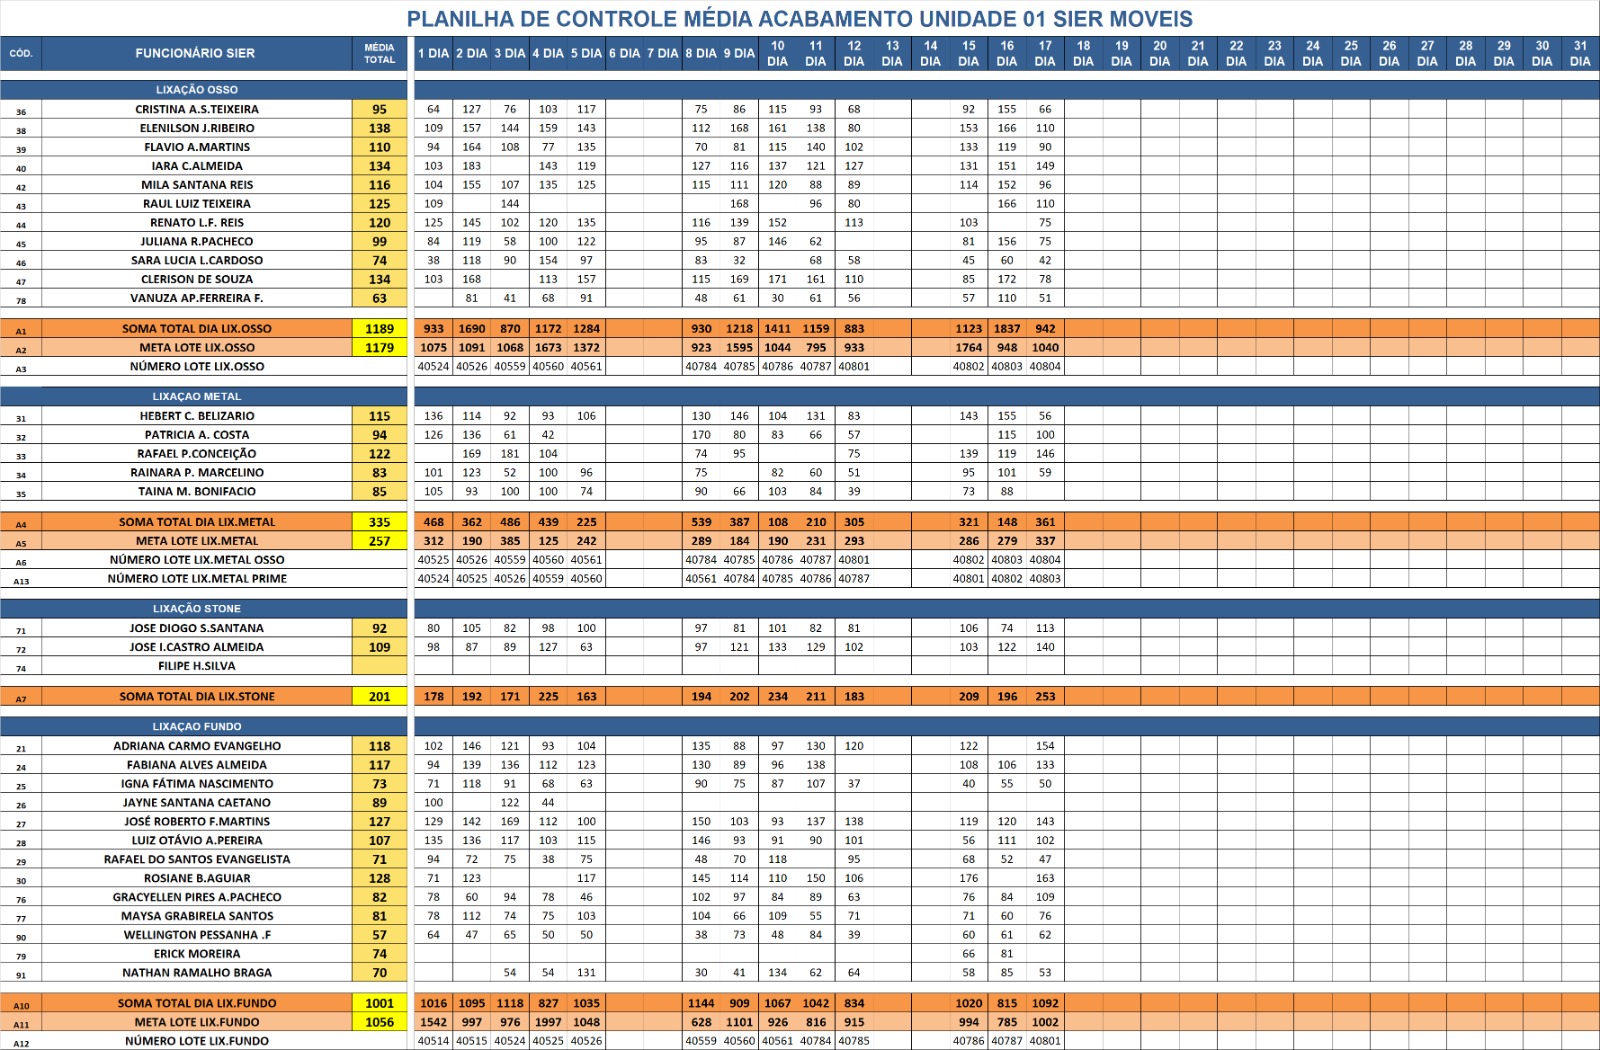 PLANILHA DE CONTROLE MÉDIA ACABAMENTO UNIDADE 01 SIER MOVEIS
CÓD. FUNCIONÁRIO SIER MÉDIA TOTAL 1 DIA 2 DIA 3 DIA 4 DIA 5 DIA 6 DIA 7 DIA 8 DIA 9 DIA 10 DIA 11 DIA 12 DIA 13 DIA 14 DIA 15 DIA 16 DIA 17 DIA 18 DIA 19 DIA 20 DIA 21 DIA 22 DIA 23 DIA 24 DIA 25 DIA 26 DIA 27 DIA 28 DIA 29 DIA 30 DIA 31 DIA
LIXAÇÃO OSSO
36 CRISTINA A.S.TEIXEIRA 95 64 127 76 103 117 75 86 115 93 68 92 155 66
38 ELENILSON J.RIBEIRO 138 109 157 144 159 143 112 168 161 138 80 153 166 110
39 FLAVIO A.MARTINS 110 94 164 108 77 135 70 81 115 140 102 133 119 90
40 IARA C.ALMEIDA 134 103 183 143 119 127 116 137 121 127 131 151 149
42 MILA SANTANA REIS 116 104 155 107 135 125 115 111 120 88 89 114 152 96
43 RAUL LUIZ TEIXEIRA 125 109 144 168 96 80 166 110
44 RENATO L.F. REIS 120 125 145 102 120 135 116 139 152 113 103 75
45 JULIANA R.PACHECO 99 84 119 58 100 122 95 87 146 62 81 156 75
46 SARA LUCIA L.CARDOSO 74 38 118 90 154 97 83 32 68 58 45 60 42
47 CLERISON DE SOUZA 134 103 168 113 157 115 169 171 161 110 85 172 78
78 VANUZA AP.FERREIRA F. 63 81 41 68 91 48 61 30 61 56 57 110 51
A1 SOMA TOTAL DIA LIX.OSSO 1189 933 1690 870 1172 1284 930 1218 1411 1159 883 1123 1837 942
A2 META LOTE LIX.OSSO 1179 1075 1091 1068 1673 1372 923 1595 1044 795 933 1764 948 1040
A3 NÚMERO LOTE LIX.OSSO 40524 40526 40559 40560 40561 40784 40785 40786 40787 40801 40802 40803 40804
LIXAÇAO METAL
31 HEBERT C. BELIZARIO 115 136 114 92 93 106 130 146 104 131 83 143 155 56
32 PATRICIA A. COSTA 94 126 136 61 42 170 80 83 66 57 115 100
33 RAFAEL P.CONCEIÇÃO 122 169 181 104 74 95 75 139 119 146
34 RAINARA P. MARCELINO 83 101 123 52 100 96 75 82 60 51 95 101 59
35 TAINA M. BONIFACIO 85 105 93 100 100 74 90 66 103 84 39 73 88
A4 SOMA TOTAL DIA LIX.METAL 335 468 362 486 439 225 539 387 108 210 305 321 148 361
A5 META LOTE LIX.METAL 257 312 190 385 125 242 289 184 190 231 293 286 279 337
A6 NÚMERO LOTE LIX.METAL OSSO 40525 40526 40559 40560 40561 40784 40785 40786 40787 40801 40802 40803 40804
A13 NÚMERO LOTE LIX.METAL PRIME 40524 40525 40526 40559 40560 40561 40784 40785 40786 40787 40801 40802 40803
LIXAÇÃO STONE
71 JOSE DIOGO S.SANTANA 92 80 105 82 98 100 97 81 101 82 81 106 74 113
72 JOSE I.CASTRO ALMEIDA 109 98 87 89 127 63 97 121 133 129 102 103 122 140
74 FILIPE H.SILVA
A7 SOMA TOTAL DIA LIX.STONE 201 178 192 171 225 163 194 202 234 211 183 209 196 253
LIXAÇAO FUNDO
21 ADRIANA CARMO EVANGELHO 118 102 146 121 93 104 135 88 97 130 120 122 154
24 FABIANA ALVES ALMEIDA 117 94 139 136 112 123 130 89 96 138 108 106 133
25 IGNA FÁTIMA NASCIMENTO 73 71 118 91 68 63 90 75 87 107 37 40 55 50
26 JAYNE SANTANA CAETANO 89 100 122 44
27 JOSÉ ROBERTO F.MARTINS 127 129 142 169 112 100 150 103 93 137 138 119 120 143
28 LUIZ OTÁVIO A.PEREIRA 107 135 136 117 103 115 146 93 91 90 101 56 111 102
29 RAFAEL DO SANTOS EVANGELISTA 71 94 72 75 38 75 48 70 118 95 68 52 47
30 ROSIANE B.AGUIAR 128 71 123 117 145 114 110 150 106 176 163
76 GRACYELLEN PIRES A.PACHECO 82 78 60 94 78 46 102 97 84 89 63 76 84 109
77 MAYSA GRABIRELA SANTOS 81 78 112 74 75 103 104 66 109 55 71 71 60 76
90 WELLINGTON PESSANHA .F 57 64 47 65 50 50 38 73 48 84 39 60 61 62
79 ERICK MOREIRA 74 66 81
91 NATHAN RAMALHO BRAGA 70 54 54 131 30 41 134 62 64 58 85 53
A10 SOMA TOTAL DIA LIX.FUNDO 1001 1016 1095 1118 827 1035 1144 909 1067 1042 834 1020 815 1092
A11 META LOTE LIX.FUNDO 1056 1542 997 976 1997 1048 628 1101 926 816 915 994 785 1002
A12 NÚMERO LOTE LIX.FUNDO 40514 40515 40524 40525 40526 40559 40560 40561 40784 40785 40786 40787 40801